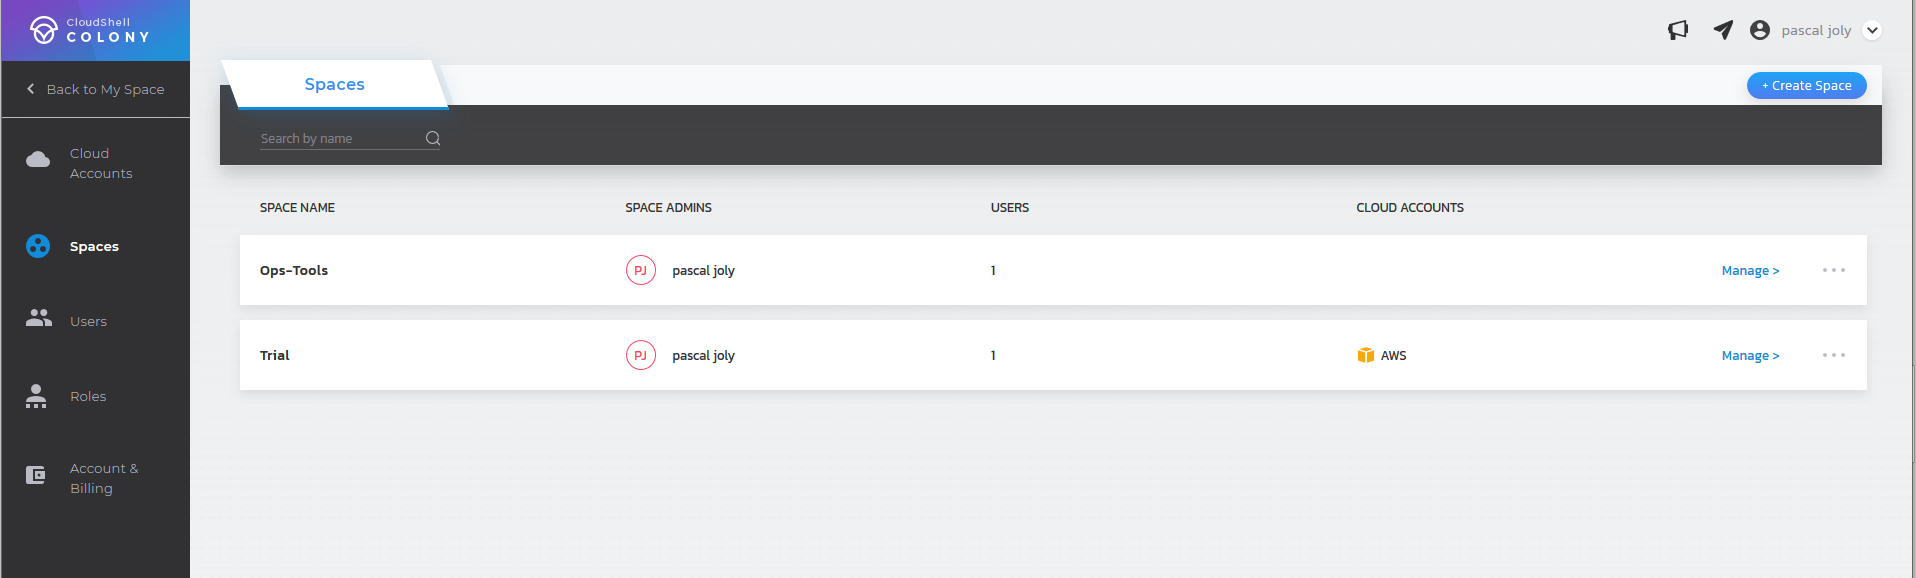 CloudShell
COLONY
pascal joly
Back to My Space
Spaces
+ Create Space
Search by name
Cloud
Accounts
Spaces
Users
Roles
Account &
Billing
SPACE NAME SPACE ADMINS USERS CLOUD ACCOUNTS
Ops-Tools PJ pascal joly 1 Manage >
Trial PJ pascal joly 1 AWS Manage >